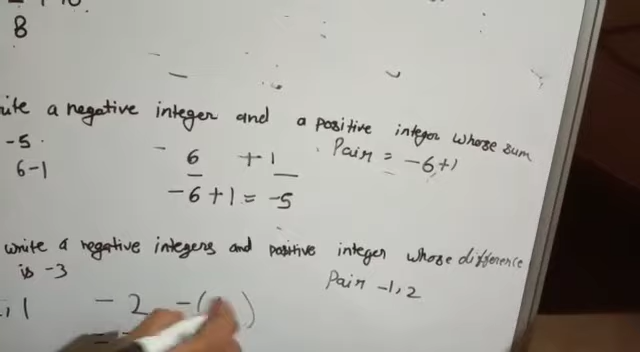 8
a negative integer and a positive integer whose sum
-5.
6-1
- 6 +1
Pair = -6+1
-6+1 = -5
write a negative integers and positive integer whose difference
is -3
Pair -1, 2
, 1 - 2 - ( )